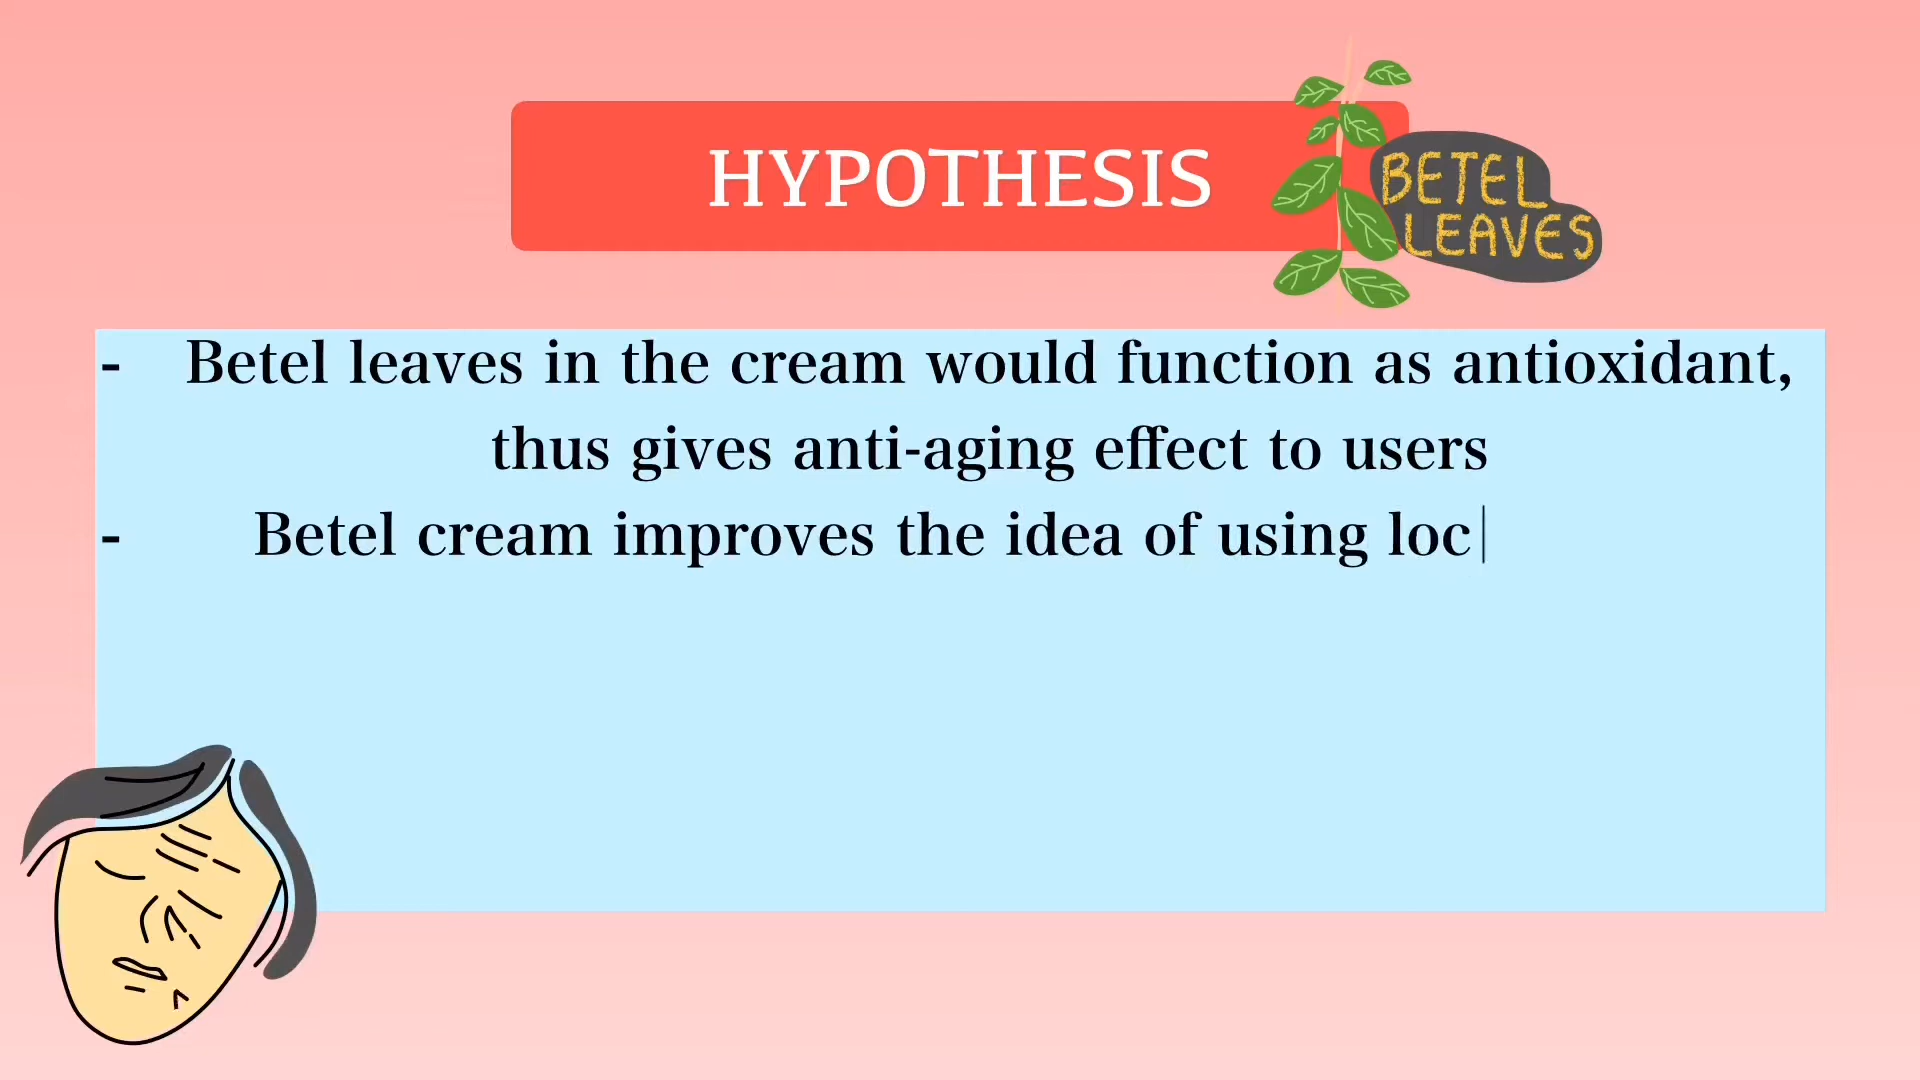 HYPOTHESIS
BETEL
LEAVES
- Betel leaves in the cream would function as antioxidant,
thus gives anti-aging effect to users
- Betel cream improves the idea of using loc